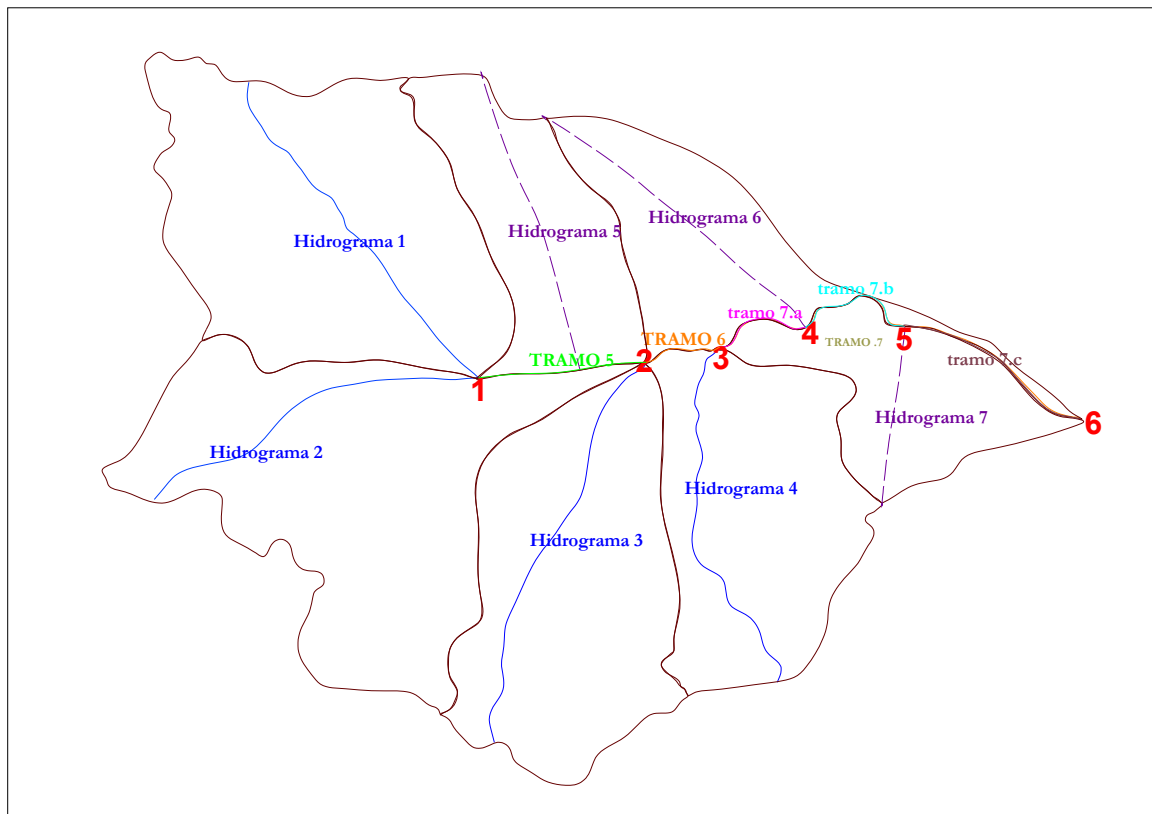 Hidrograma 6
Hidrograma 5
Hidrograma 1
tramo 7.b
tramo 7.a
4
5
TRAMO 6
TRAMO .7
2
3
TRAMO 5
tramo 7.c
1
Hidrograma 7
6
Hidrograma 2
Hidrograma 4
Hidrograma 3